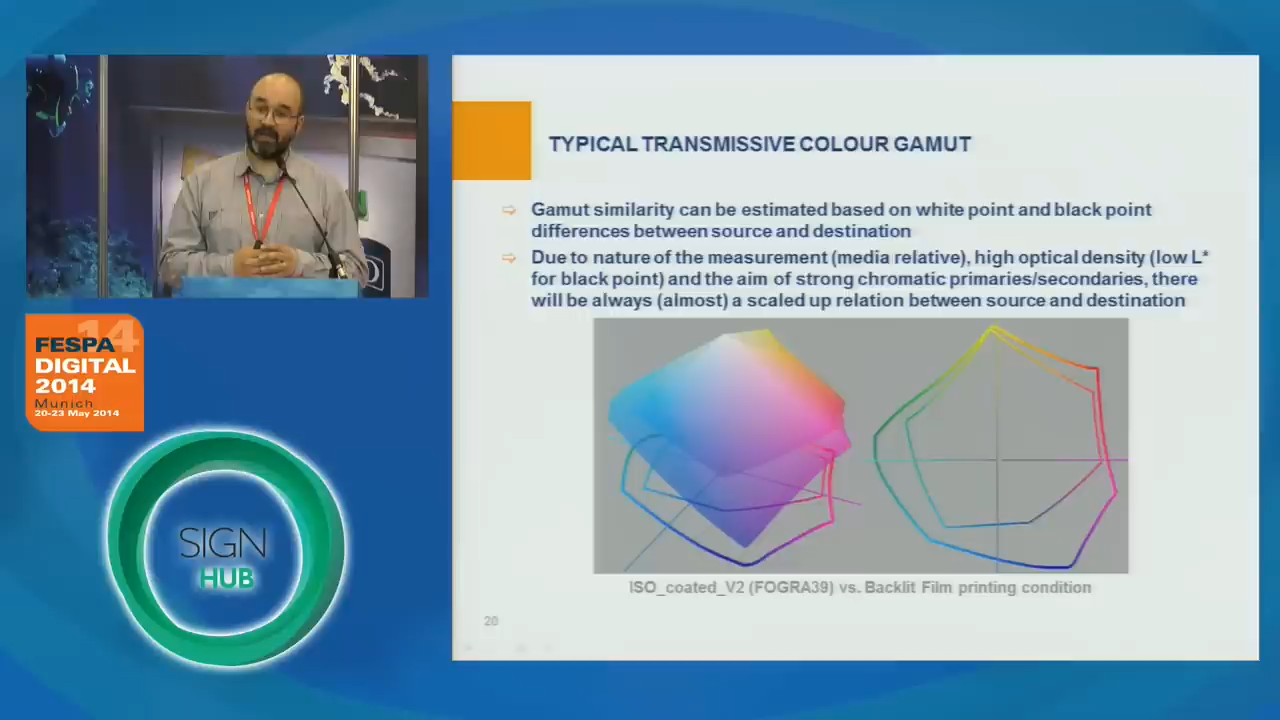 TYPICAL TRANSMISSIVE COLOUR GAMUT
Gamut similarity can be estimated based on white point and black point
differences between source and destination
Due to nature of the measurement (media relative), high optical density (low L*
for black point) and the aim of strong chromatic primaries/secondaries, there
will be always (almost) a scaled up relation between source and destination
ISO_coated_V2 (FOGRA39) vs. Backlit Film printing condition
20
14
FESPA
DIGITAL
2014
Munich
20-23 May 2014
SIGN
HUB